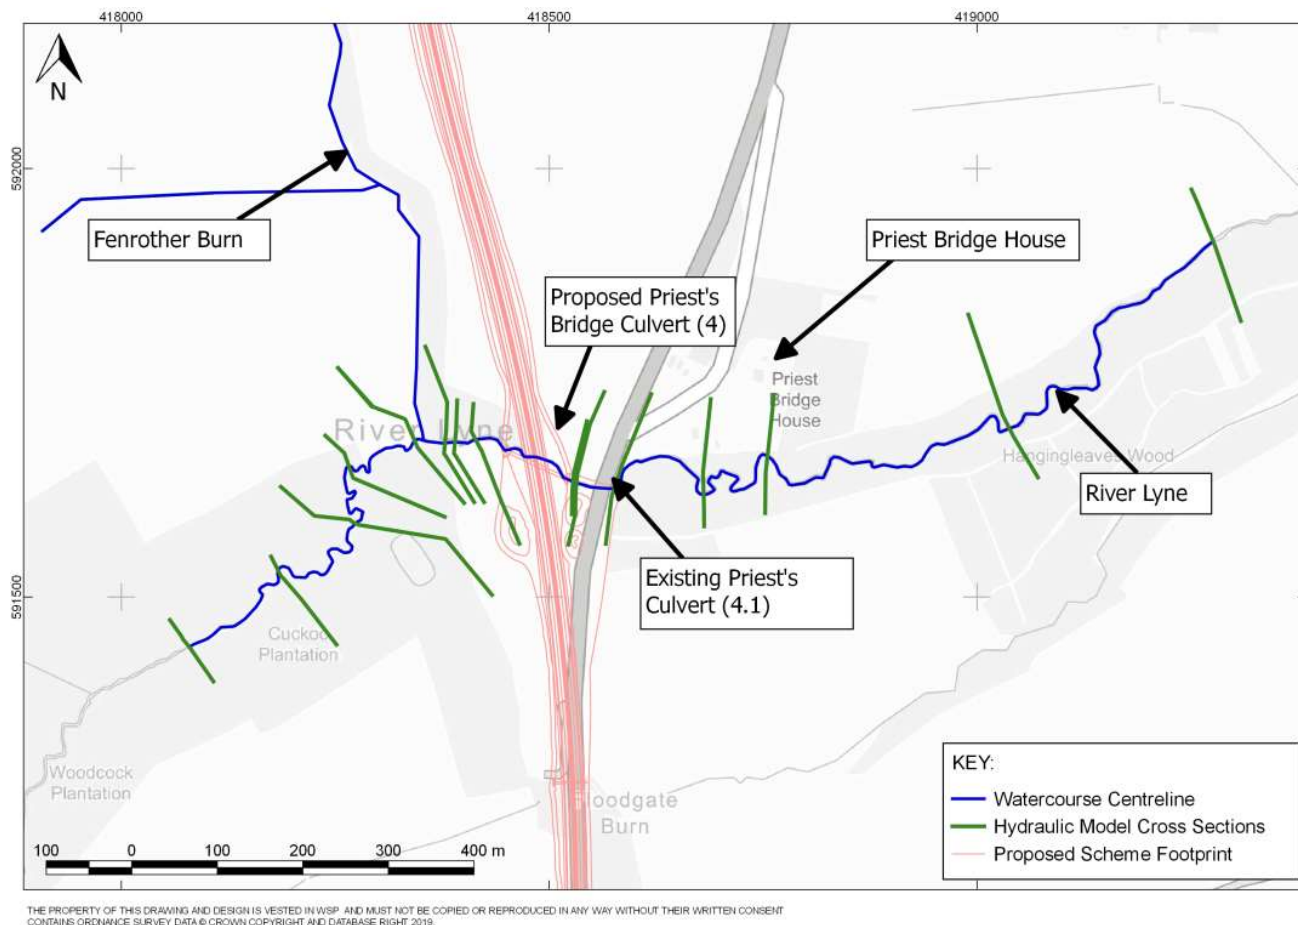 418000
418500
419000
N
592000
Fenrother Burn
Priest Bridge House
Proposed Priest's
Bridge Culvert (4)
Priest
Bridge
House
River Lyne
Hangingleaves Wood
River Lyne
Existing Priest's
Culvert (4.1)
591500
Cuckoo
Plantation
Woodcock
Plantation
Floodgate
Burn
KEY:
Watercourse Centreline
Hydraulic Model Cross Sections
Proposed Scheme Footprint
100 0 100 200 300 400 m
THE PROPERTY OF THIS DRAWING AND DESIGN IS VESTED IN WSP AND MUST NOT BE COPIED OR REPRODUCED IN ANY WAY WITHOUT THEIR WRITTEN CONSENT
CONTAINS ORDNANCE SURVEY DATA © CROWN COPYRIGHT AND DATABASE RIGHT 2019.